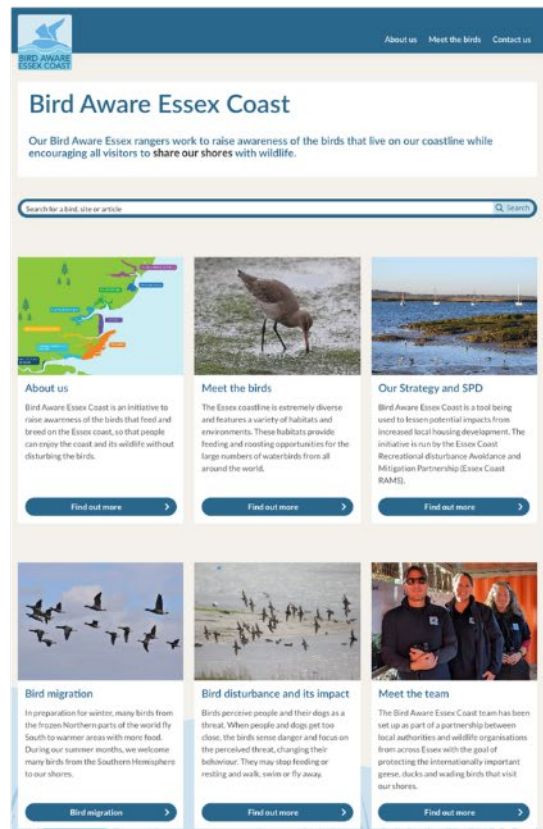 BIRD AWARE
ESSEX COAST
About us Meet the birds Contact us
Bird Aware Essex Coast
Our Bird Aware Essex rangers work to raise awareness of the birds that live on our coastline while
encouraging all visitors to share our shores with wildlife.
Search for a bird, site or article
Search
About us
Bird Aware Essex Coast is an initiative to
raise awareness of the birds that feed and
breed on the Essex coast, so that people
can enjoy the coast and its wildlife without
disturbing the birds.
Find out more
Meet the birds
The Essex coastline is extremely diverse
and features a variety of habitats and
environments. These habitats provide
feeding and roosting opportunities for the
large numbers of waterbirds from all
around the world.
Find out more
Our Strategy and SPD
Bird Aware Essex Coast is a tool being
used to lessen potential impacts from
increased local housing development. The
initiative is run by the Essex Coast
Recreational disturbance Avoidance and
Mitigation Partnership (Essex Coast
RAMS).
Find out more
Bird migration
In preparation for winter, many birds from
the frozen Northern parts of the world fly
South to warmer areas with more food.
During our summer months, we welcome
many birds from the Southern Hemisphere
to our shores.
Bird migration
Bird disturbance and its impact
Birds perceive people and their dogs as a
threat. When people and dogs get too
close, the birds sense danger and focus on
the perceived threat, changing their
behaviour. They may stop feeding or
resting and walk, swim or fly away.
Find out more
Meet the team
The Bird Aware Essex Coast team has been
set up as part of a partnership between
local authorities and wildlife organisations
from across Essex with the goal of
protecting the internationally important
geese, ducks and wading birds that visit
our shores.
Find out more